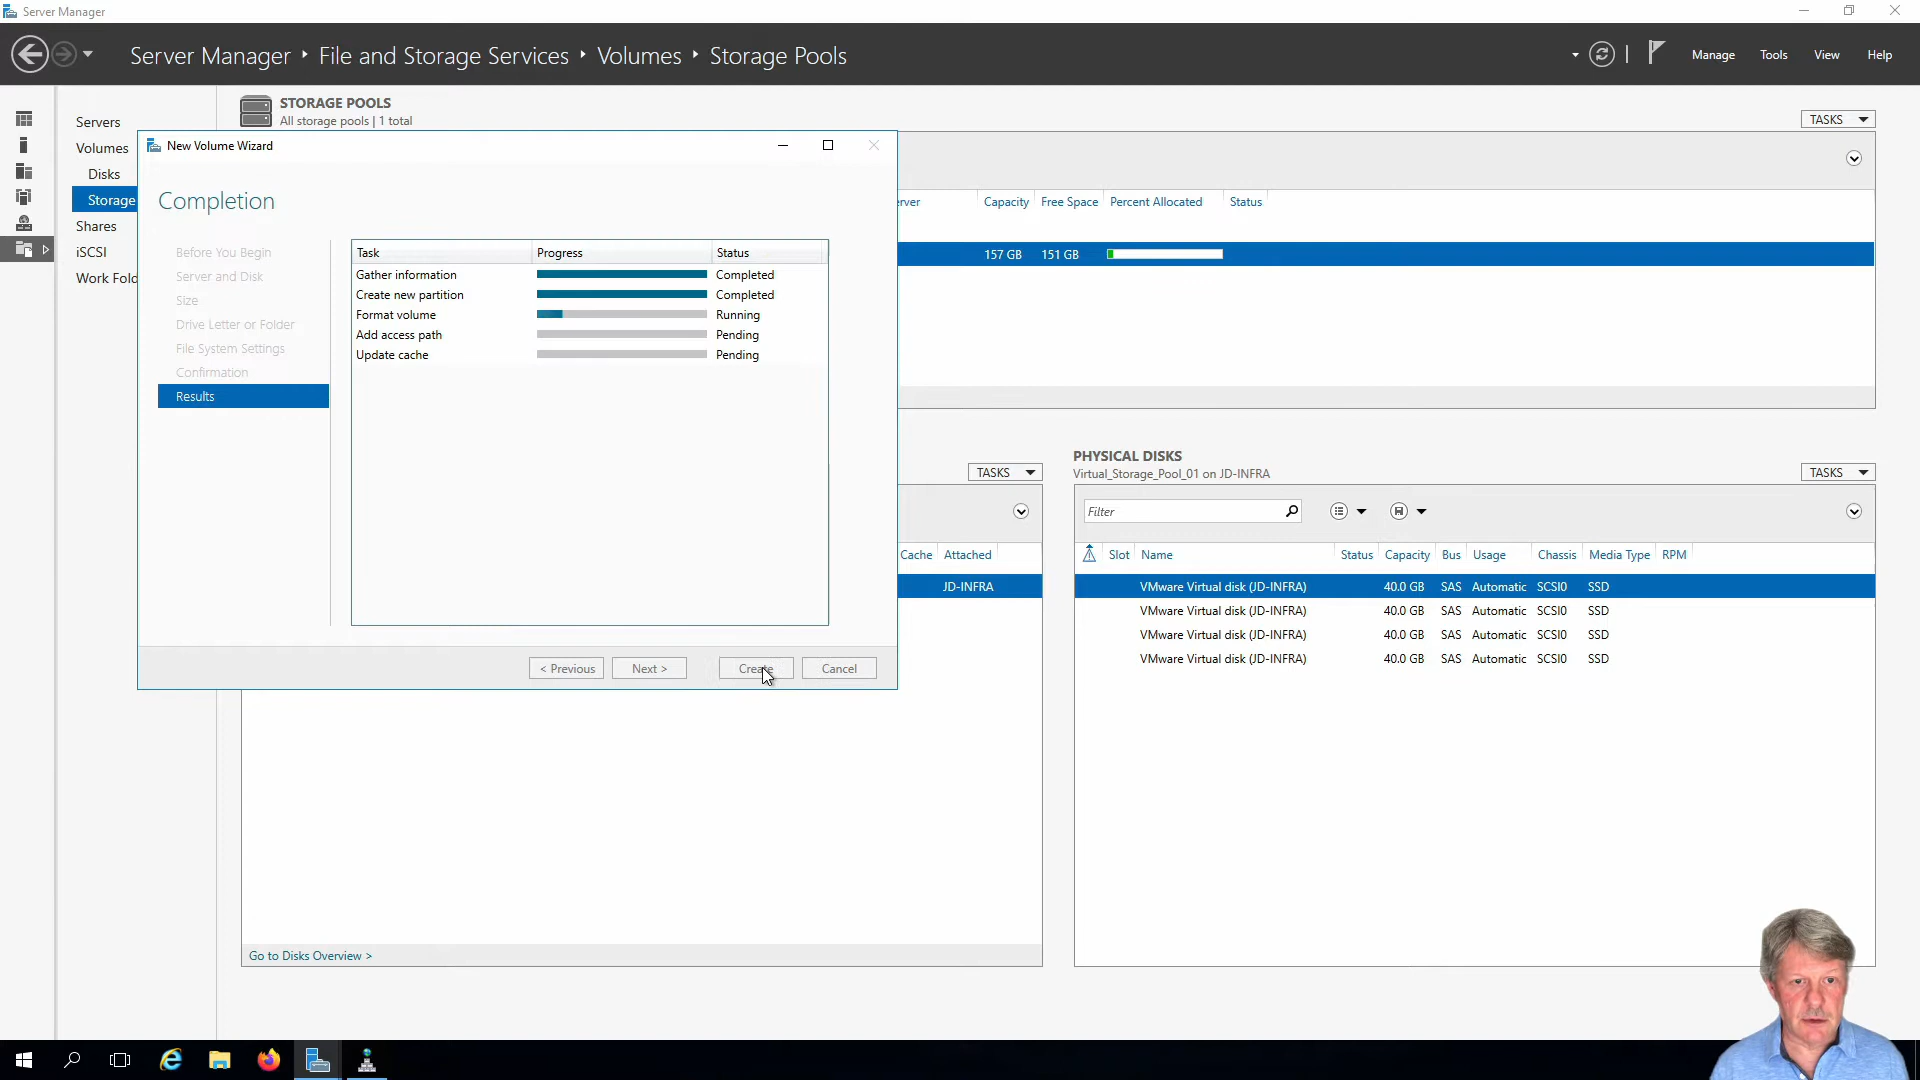 Server Manager
Server Manager File and Storage Services Volumes Storage Pools
Manage Tools View Help
Servers
Volumes
Disks
Storage
Shares
iSCSI
Work Fold
STORAGE POOLS
All storage pools | 1 total
TASKS
erver Capacity Free Space Percent Allocated Status
157 GB 151 GB
New Volume Wizard
Completion
Before You Begin
Server and Disk
Size
Drive Letter or Folder
File System Settings
Confirmation
Results
Task Progress Status
Gather information Completed
Create new partition Completed
Format volume Running
Add access path Pending
Update cache Pending
< Previous Next > Create Cancel
TASKS
Cache Attached
JD-INFRA
Go to Disks Overview >
PHYSICAL DISKS
Virtual_Storage_Pool_01 on JD-INFRA
TASKS
Filter
Slot Name Status Capacity Bus Usage Chassis Media Type RPM
VMware Virtual disk (JD-INFRA) 40.0 GB SAS Automatic SCSI0 SSD
VMware Virtual disk (JD-INFRA) 40.0 GB SAS Automatic SCSI0 SSD
VMware Virtual disk (JD-INFRA) 40.0 GB SAS Automatic SCSI0 SSD
VMware Virtual disk (JD-INFRA) 40.0 GB SAS Automatic SCSI0 SSD